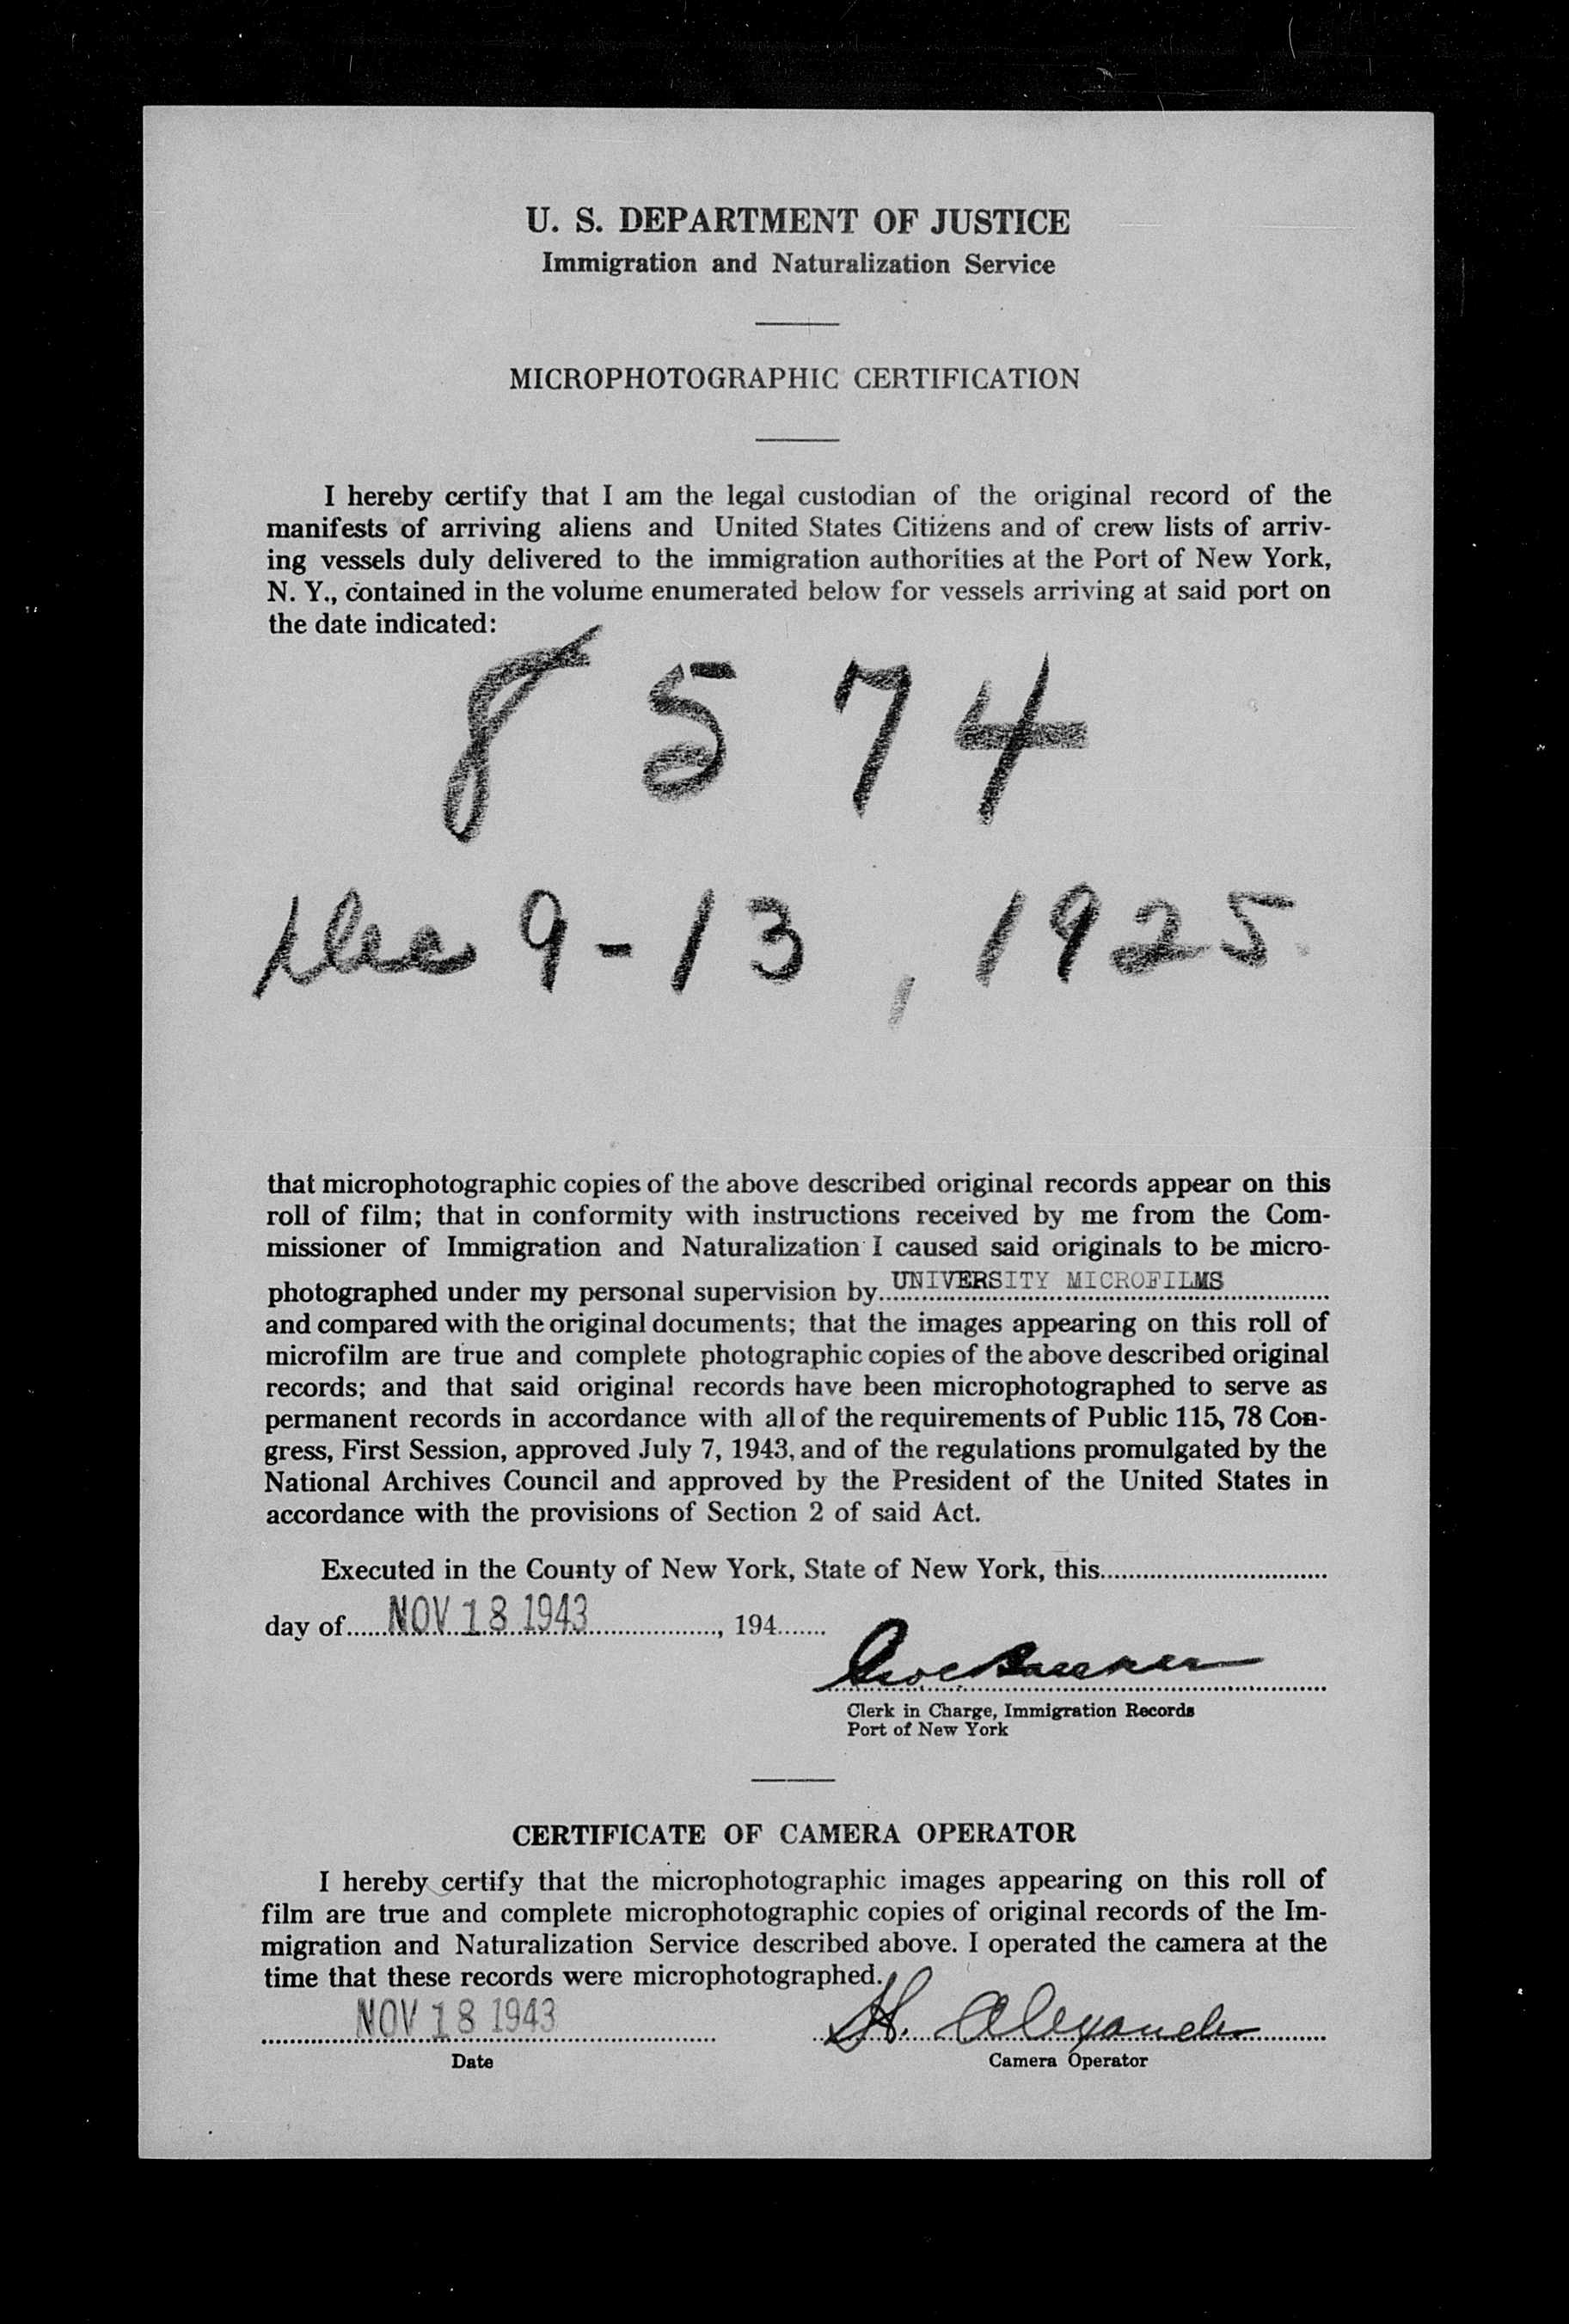 U. S. DEPARTMENT OF JUSTICE
Immigration and Naturalization Service
MICROPHOTOGRAPHIC CERTIFICATION
I hereby certify that I am the legal custodian of the original record of the
manifests of arriving aliens and United States Citizens and of crew lists of arriv-
ing vessels duly delivered to the immigration authorities at the Port of New York,
N. Y., contained in the volume enumerated below for vessels arriving at said port on
the date indicated:
8 5 7 4
Dec 9-13, 1925
that microphotographic copies of the above described original records appear on this
roll of film; that in conformity with instructions received by me from the Com-
missioner of Immigration and Naturalization I caused said originals to be micro-
photographed under my personal supervision by UNIVERSITY MICROFILMS
and compared with the original documents; that the images appearing on this roll of
microfilm are true and complete photographic copies of the above described original
records; and that said original records have been microphotographed to serve as
permanent records in accordance with all of the requirements of Public 115, 78 Con-
gress, First Session, approved July 7, 1943, and of the regulations promulgated by the
National Archives Council and approved by the President of the United States in
accordance with the provisions of Section 2 of said Act.
Executed in the County of New York, State of New York, this
day of NOV 18 1943, 194
Clerk in Charge, Immigration Records
Port of New York
CERTIFICATE OF CAMERA OPERATOR
I hereby certify that the microphotographic images appearing on this roll of
film are true and complete microphotographic copies of original records of the Im-
migration and Naturalization Service described above. I operated the camera at the
time that these records were microphotographed.
NOV 18 1943 H. Alexander
Date Camera Operator